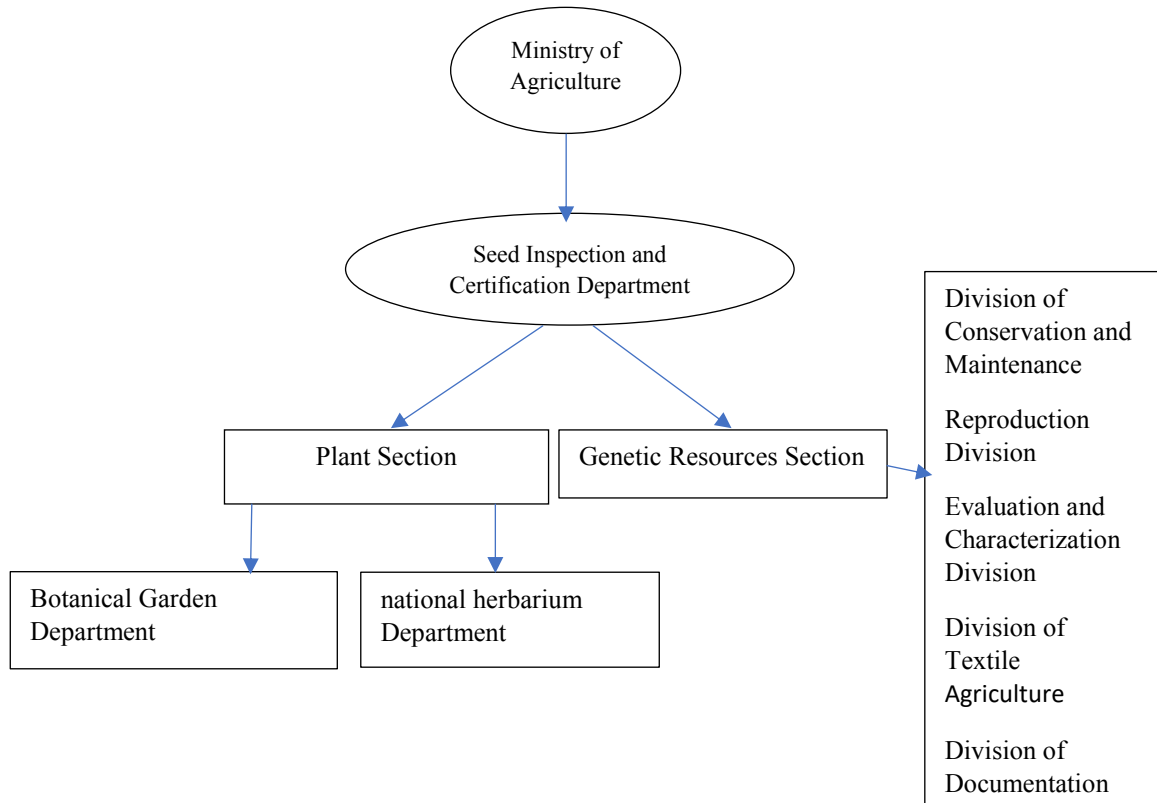 Ministry of
Agriculture
Seed Inspection and
Certification Department
Plant Section
Genetic Resources Section
Botanical Garden
Department
national herbarium
Department
Division of
Conservation and
Maintenance
Reproduction
Division
Evaluation and
Characterization
Division
Division of
Textile
Agriculture
Division of
Documentation